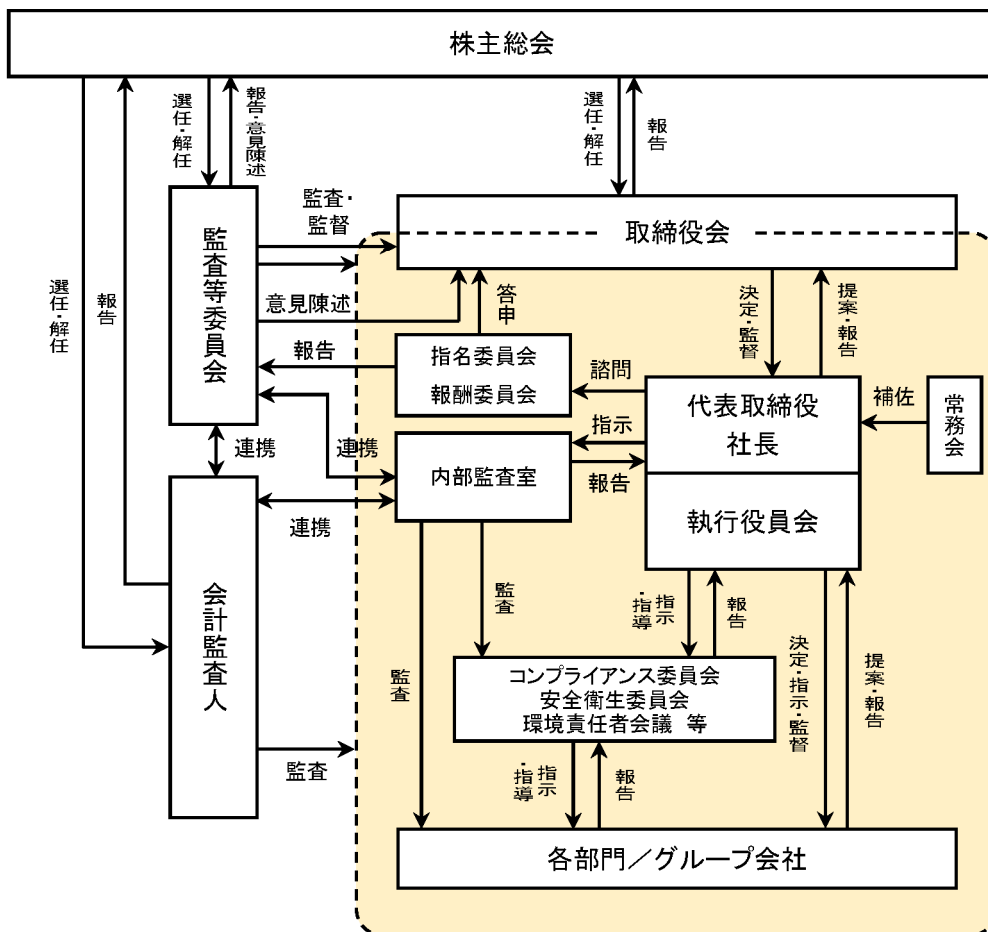 株主総会
選任・解任
報告
選任・解任
報告・意見陳述
選任・解任
報告
監査等委員会
監査・
監督
取締役会
意見陳述
答申
決定・監督
提案・報告
報告
指名委員会
報酬委員会
諮問
代表取締役
社長
補佐
常務会
指示
報告
連携
連携
内部監査室
執行役員会
連携
会計監査人
監査
監査
監査
指示
・指導
報告
決定・指示・監督
提案・報告
コンプライアンス委員会
安全衛生委員会
環境責任者会議 等
指示
・指導
報告
各部門／グループ会社